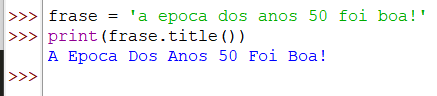 >>> frase = 'a epoca dos anos 50 foi boa!'
>>> print(frase.title())
A Epoca Dos Anos 50 Foi Boa!
>>>